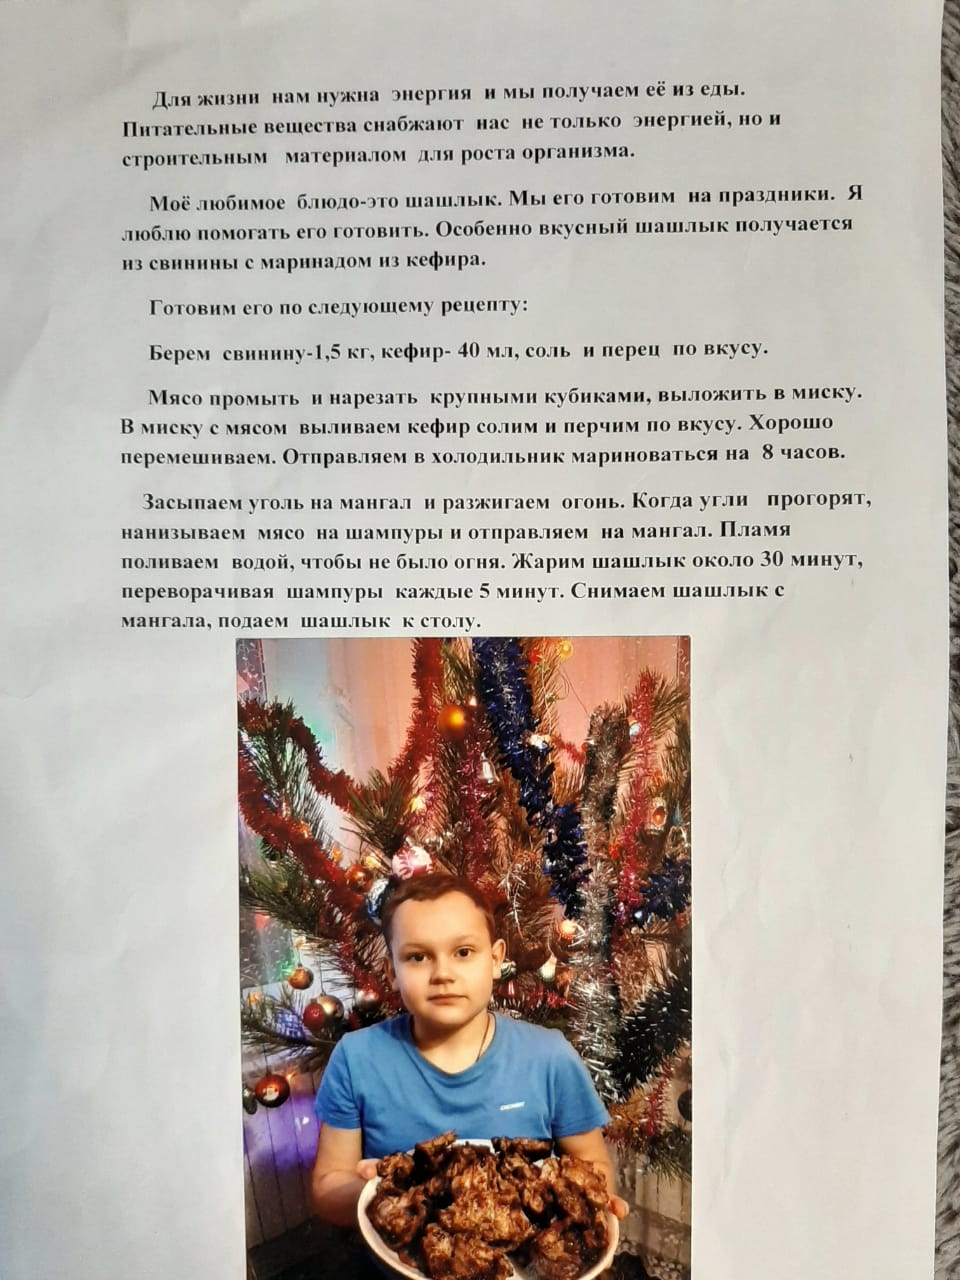 Для жизни нам нужна энергия и мы получаем её из еды.
Питательные вещества снабжают нас не только энергией, но и
строительным материалом для роста организма.
Моё любимое блюдо-это шашлык. Мы его готовим на праздники. Я
люблю помогать его готовить. Особенно вкусный шашлык получается
из свинины с маринадом из кефира.
Готовим его по следующему рецепту:
Берем свинину-1,5 кг, кефир- 40 мл, соль и перец по вкусу.
Мясо промыть и нарезать крупными кубиками, выложить в миску.
В миску с мясом выливаем кефир солим и перчим по вкусу. Хорошо
перемешиваем. Отправляем в холодильник мариноваться на 8 часов.
Засыпаем уголь на мангал и разжигаем огонь. Когда угли прогорят,
нанизываем мясо на шампуры и отправляем на мангал. Пламя
поливаем водой, чтобы не было огня. Жарим шашлык около 30 минут,
переворачивая шампуры каждые 5 минут. Снимаем шашлык с
мангала, подаем шашлык к столу.